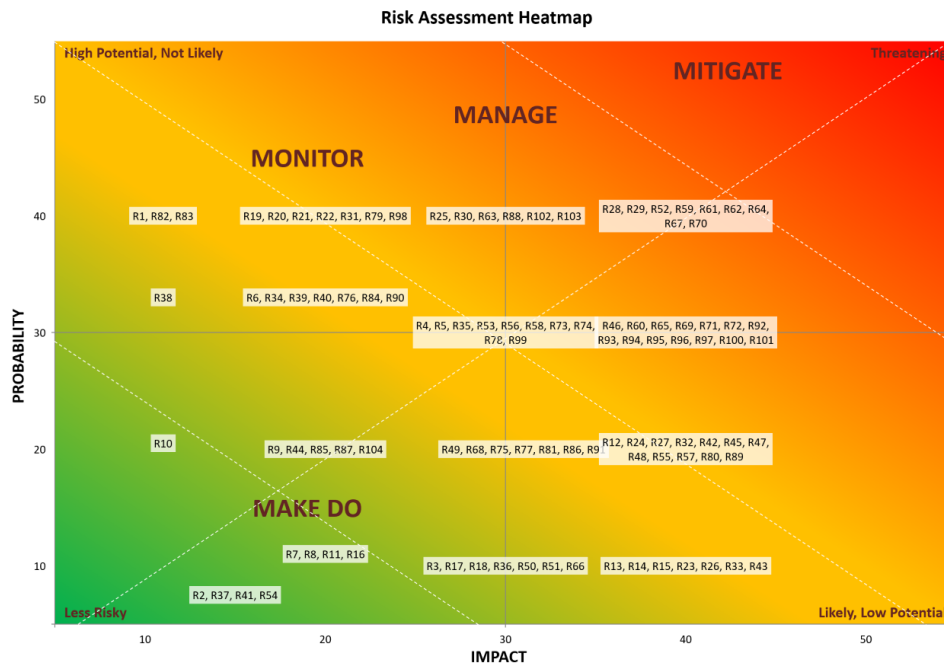 Risk Assessment Heatmap
High Potential, Not Likely
Threatening
MITIGATE
50
MANAGE
MONITOR
40
R1, R82, R83
R19, R20, R21, R22, R31, R79, R98
R25, R30, R63, R88, R102, R103
R28, R29, R52, R59, R61, R62, R64,
R67, R70
R38
R6, R34, R39, R40, R76, R84, R90
PROBABILITY
30
R4, R5, R35, R53, R56, R58, R73, R74,
R78, R99
R46, R60, R65, R69, R71, R72, R92,
R93, R94, R95, R96, R97, R100, R101
20
R10
R9, R44, R85, R87, R104
R49, R68, R75, R77, R81, R86, R91
R12, R24, R27, R32, R42, R45, R47,
R48, R55, R57, R80, R89
MAKE DO
10
R7, R8, R11, R16
R3, R17, R18, R36, R50, R51, R66
R13, R14, R15, R23, R26, R33, R43
R2, R37, R41, R54
Less Risky
Likely, Low Potential
10
20
30
40
50
IMPACT